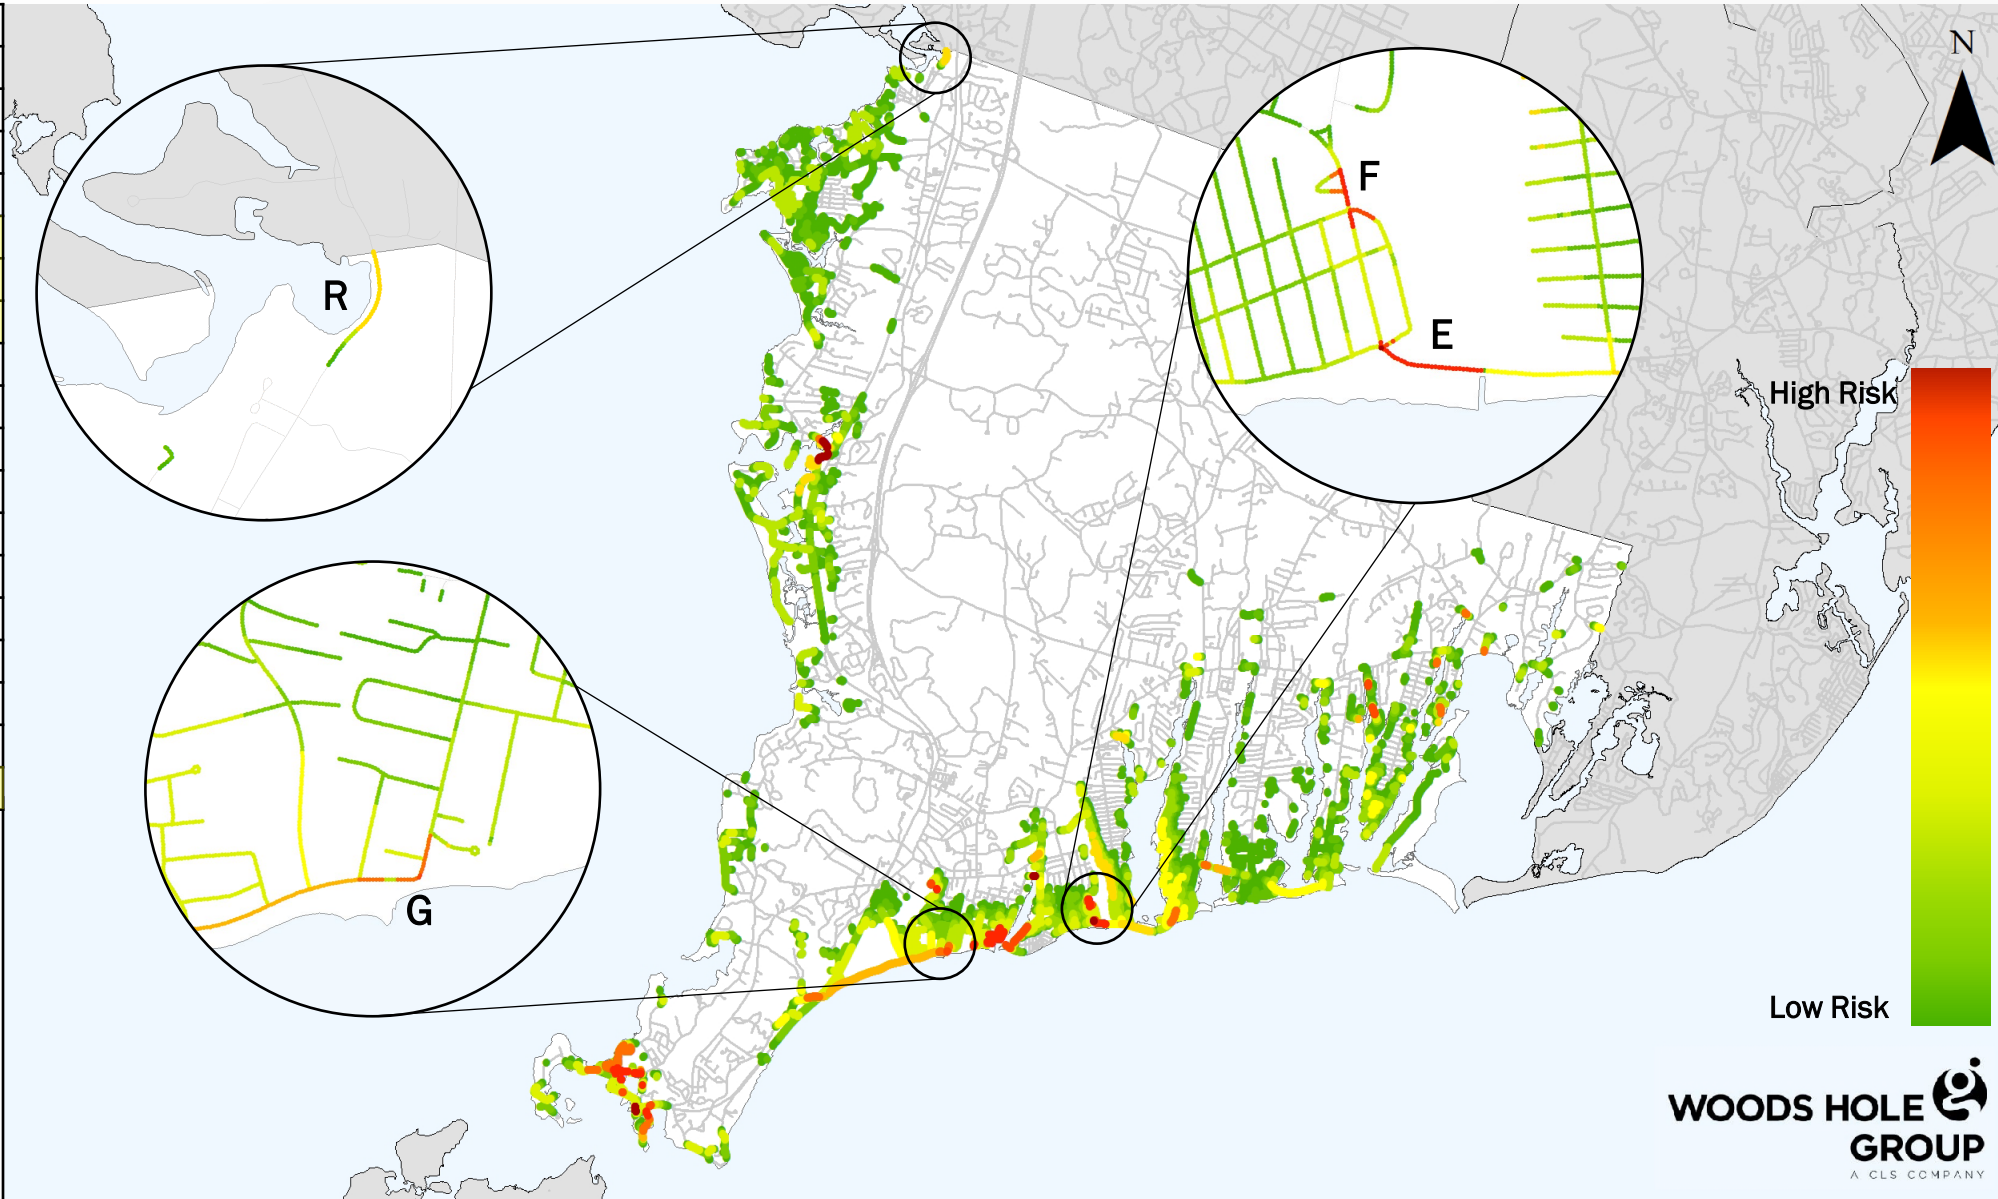 N
F
R
E
High Risk
G
Low Risk
WOODS HOLE
GROUP
A CLS COMPANY